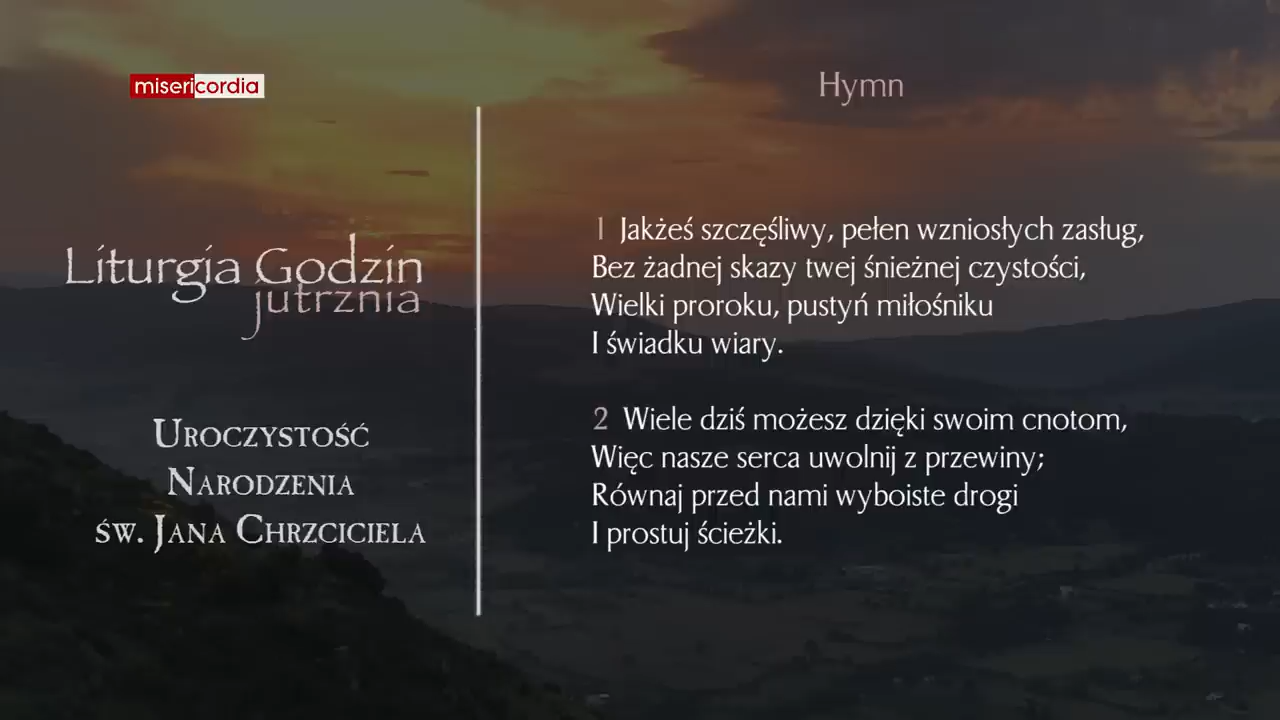 misericordia
Liturgia Godzin
jutrznia
Uroczystość
Narodzenia
św. Jana Chrzciciela
Hymn
1 Jakżeś szczęśliwy, pełen wzniosłych zasług,
Bez żadnej skazy twej śnieżnej czystości,
Wielki proroku, pustyń miłośniku
I świadku wiary.
2 Wiele dziś możesz dzięki swoim cnotom,
Więc nasze serca uwolnij z przewiny;
Równaj przed nami wyboiste drogi
I prostuj ścieżki.